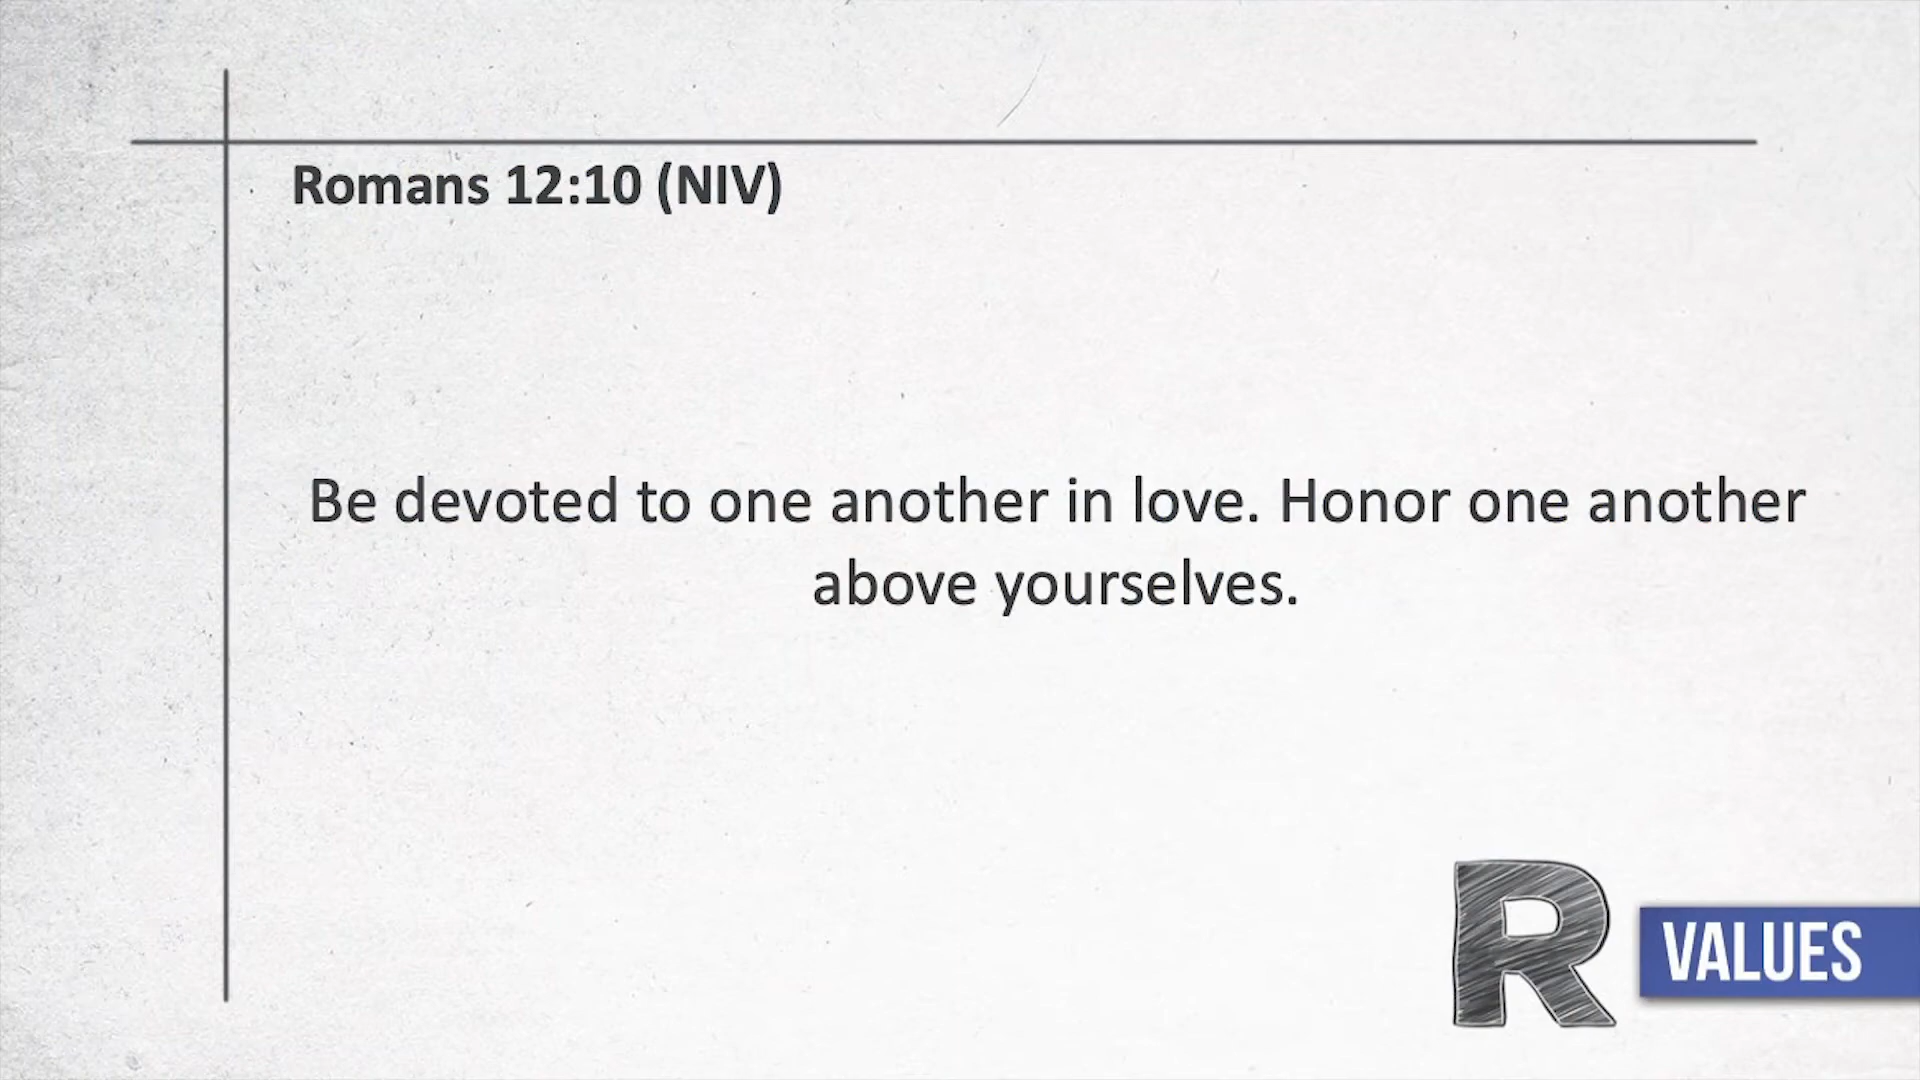 Romans 12:10 (NIV)
Be devoted to one another in love. Honor one another
above yourselves.
R VALUES